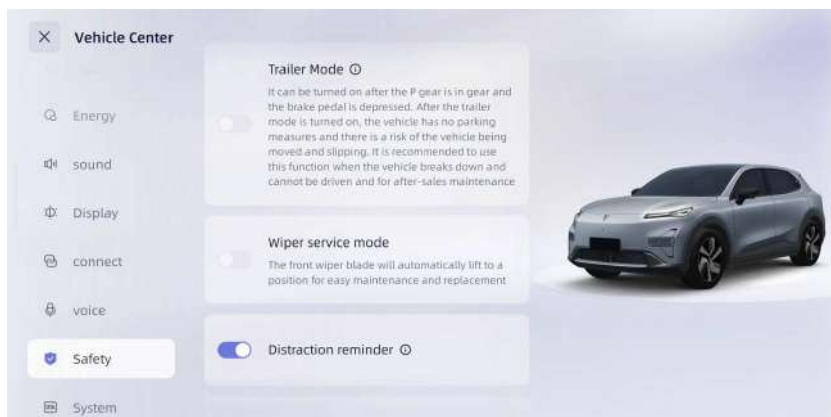 Vehicle Center
Energy
sound
Display
connect
voice
Safety
System
Trailer Mode
It can be turned on after the P gear is in gear and
the brake pedal is depressed. After the trailer
mode is turned on, the vehicle has no parking
measures and there is a risk of the vehicle being
moved and slipping. It is recommended to use
this function when the vehicle breaks down and
cannot be driven and for after-sales maintenance
Wiper service mode
The front wiper blade will automatically lift to a
position for easy maintenance and replacement
Distraction reminder